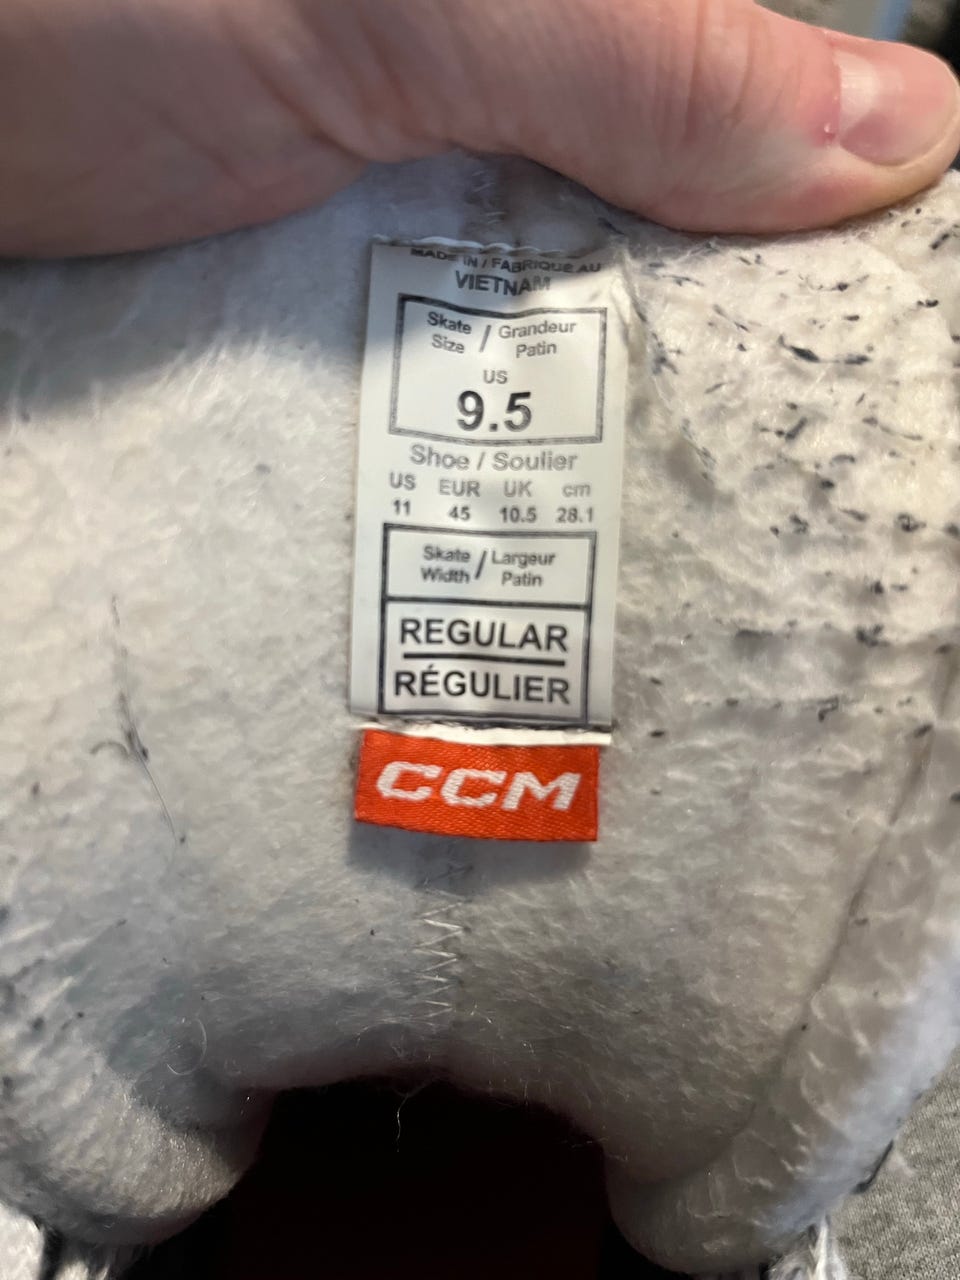 MADE IN / FABRIQUÉ AU
VIETNAM
Skate Size / Grandeur Patin
US
9.5
Shoe / Soulier
US EUR UK cm
11 45 10.5 28.1
Skate Width / Largeur Patin
REGULAR
RÉGULIER
CCM